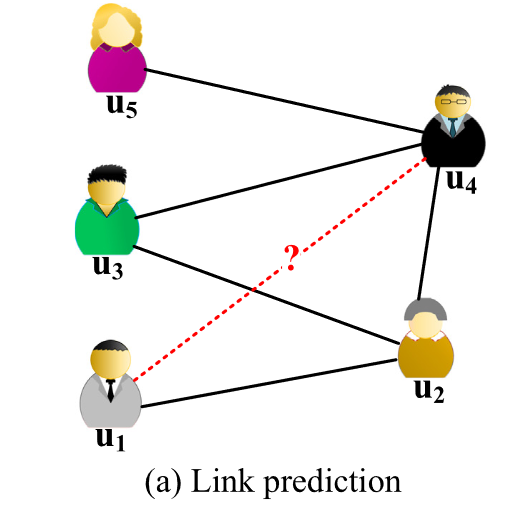 u₅
u₄
u₃
?
u₂
u₁
(a) Link prediction